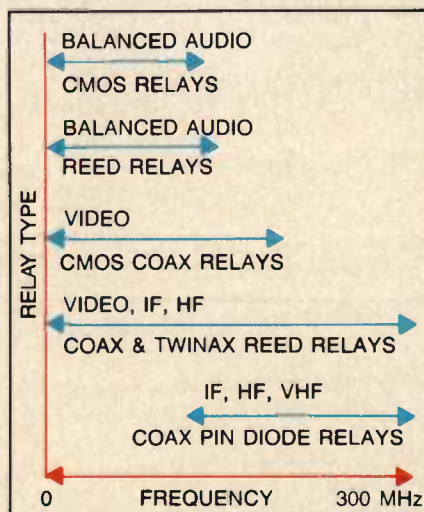 BALANCED AUDIO
CMOS RELAYS
BALANCED AUDIO
REED RELAYS
VIDEO
CMOS COAX RELAYS
VIDEO, IF, HF
COAX & TWINAX REED RELAYS
IF, HF, VHF
COAX PIN DIODE RELAYS
RELAY TYPE
0 FREQUENCY 300 MHz